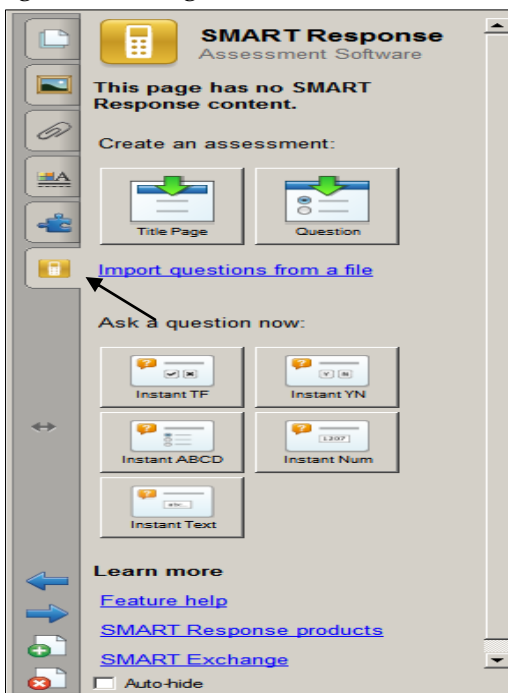 SMART Response
Assessment Software
This page has no SMART
Response content.
Create an assessment:
Title Page
Question
Import questions from a file
Ask a question now:
Instant TF
Y N
Instant YN
Instant ABCD
Instant Num
Instant Text
Learn more
Feature help
SMART Response products
SMART Exchange
Auto-hide